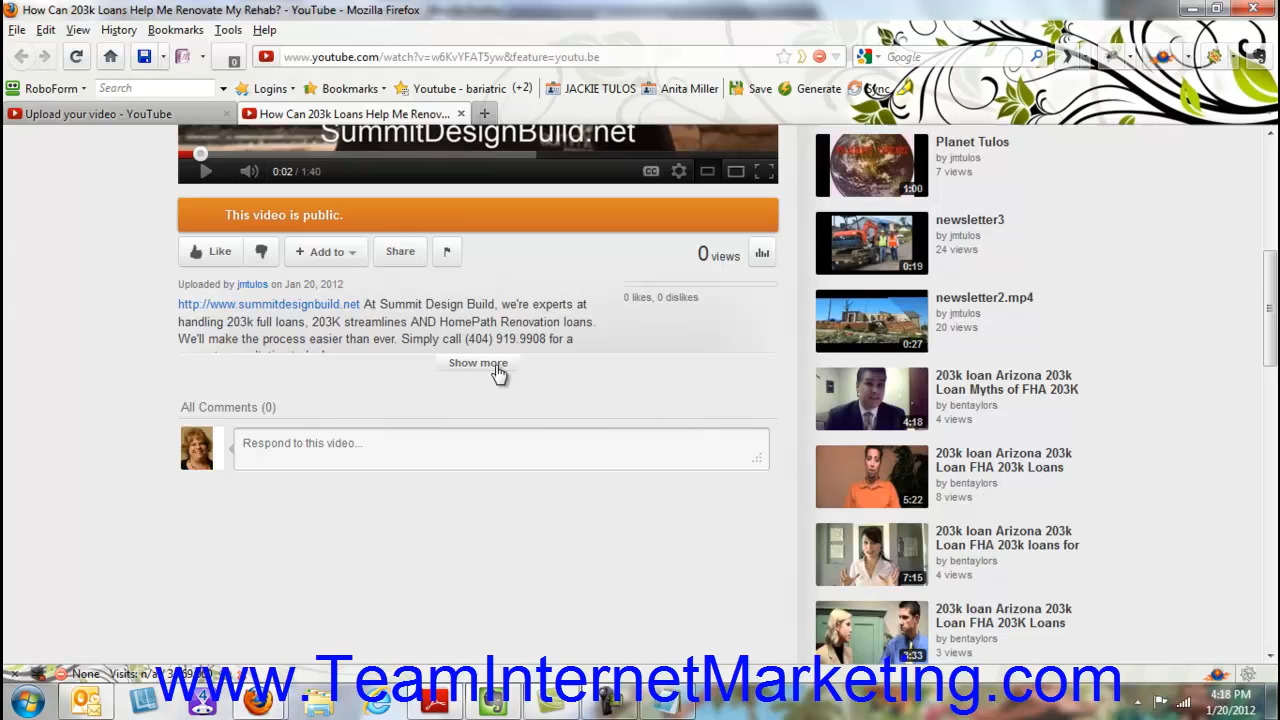 How Can 203k Loans Help Me Renovate My Rehab? - YouTube - Mozilla Firefox
File Edit View History Bookmarks Tools Help
www.youtube.com/watch?v=w6KvYFAT5yw&feature=youtu.be
Google
RoboForm Search Logins Bookmarks Youtube - bariatric (+2) JACKIE TULOS Anita Miller Save Generate Sync
Upload your video - YouTube
How Can 203k Loans Help Me Renov...
SummitDesignBuild.net
0:02 / 1:40
CC
This video is public.
Like
Add to
Share
0 views
Uploaded by jmtulos on Jan 20, 2012
0 likes, 0 dislikes
http://www.summitdesignbuild.net At Summit Design Build, we're experts at
handling 203k full loans, 203K streamlines AND HomePath Renovation loans.
We'll make the process easier than ever. Simply call (404) 919.9908 for a
Show more
All Comments (0)
Respond to this video...
Planet Tulos
by jmtulos
7 views
1:00
newsletter3
by jmtulos
24 views
0:19
newsletter2.mp4
by jmtulos
20 views
0:27
203k loan Arizona 203k
Loan Myths of FHA 203K
by bentaylors
4 views
4:18
203k loan Arizona 203k
Loan FHA 203k Loans
by bentaylors
8 views
5:22
203k loan Arizona 203k
Loan FHA 203k loans for
by bentaylors
4 views
7:15
203k loan Arizona 203k
Loan FHA 203K Loans
by bentaylors
3 views
3:33
None Visits: n/a
www.TeamInternetMarketing.com
4:18 PM
1/20/2012